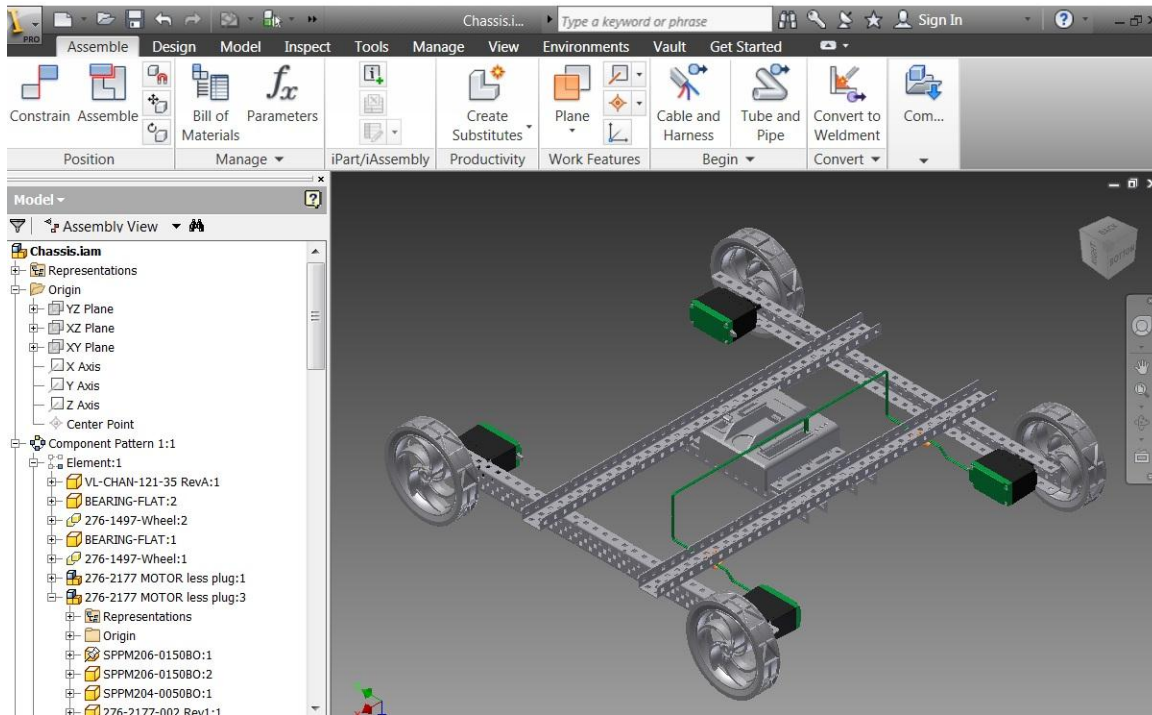 Chassis.i...
Type a keyword or phrase
Sign In
PRO
Assemble Design Model Inspect Tools Manage View Environments Vault Get Started
Constrain Assemble
Bill of Materials
Parameters
Create Substitutes
Plane
Cable and Harness
Tube and Pipe
Convert to Weldment
Com...
Position Manage iPart/iAssembly Productivity Work Features Begin Convert
Model
Assembly View
Chassis.iam
Representations
Origin
YZ Plane
XZ Plane
XY Plane
X Axis
Y Axis
Z Axis
Center Point
Component Pattern 1:1
Element:1
VL-CHAN-121-35 RevA:1
BEARING-FLAT:2
276-1497-Wheel:2
BEARING-FLAT:1
276-1497-Wheel:1
276-2177 MOTOR less plug:1
276-2177 MOTOR less plug:3
Representations
Origin
SPPM206-0150BO:1
SPPM206-0150BO:2
SPPM204-0050BO:1
276-2177-002 Rev1:1
BACK
RIGHT
BOTTOM